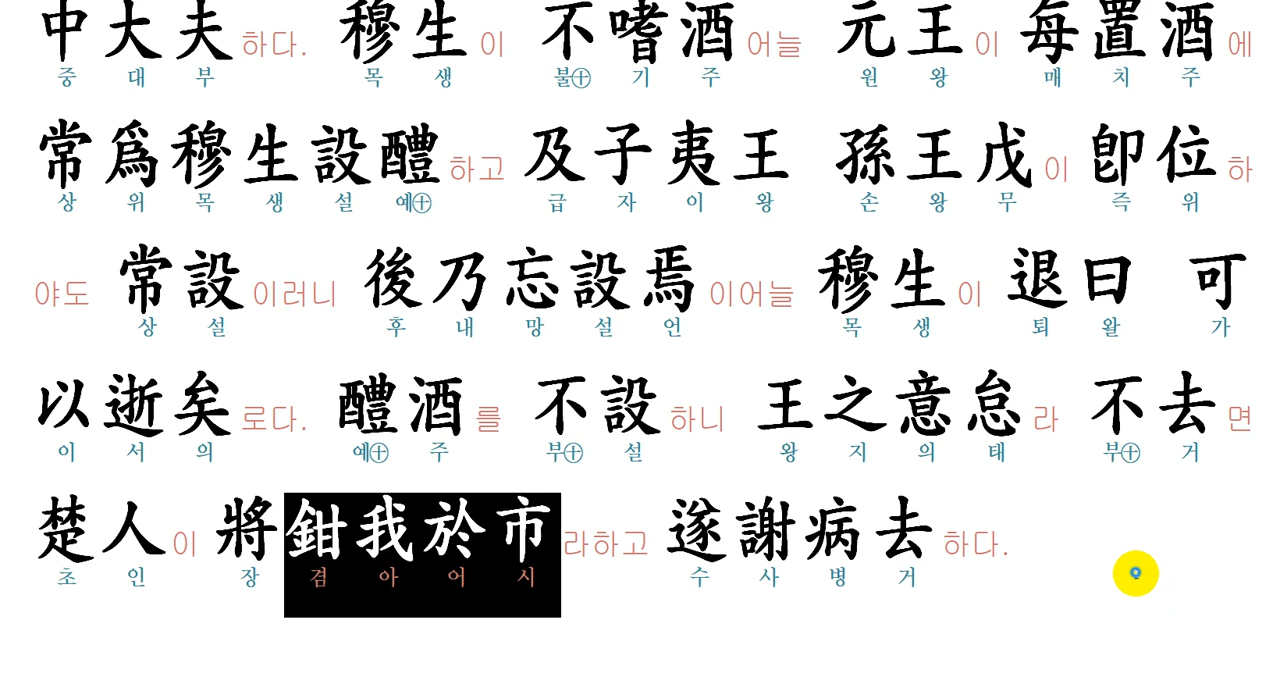 中大夫하다. 穆生이 不嗜酒어늘 元王이 每置酒에
중 대 부 목 생 불㊉ 기 주 원 왕 매 치 주
常爲穆生設醴하고 及子夷王 孫王戊이 卽位하
상 위 목 생 설 예㊉ 급 자 이 왕 손 왕 무 즉 위
야도 常設이러니 後乃忘設焉이어늘 穆生이 退曰 可
상 설 후 내 망 설 언 목 생 퇴 왈 가
以逝矣로다. 醴酒를 不設하니 王之意怠라 不去면
이 서 의 예㊉ 주 부㊉ 설 왕 지 의 태 부㊉ 거
楚人이 將鉗我於市라하고 遂謝病去하다.
초 인 장 겸 아 어 시 수 사 병 거